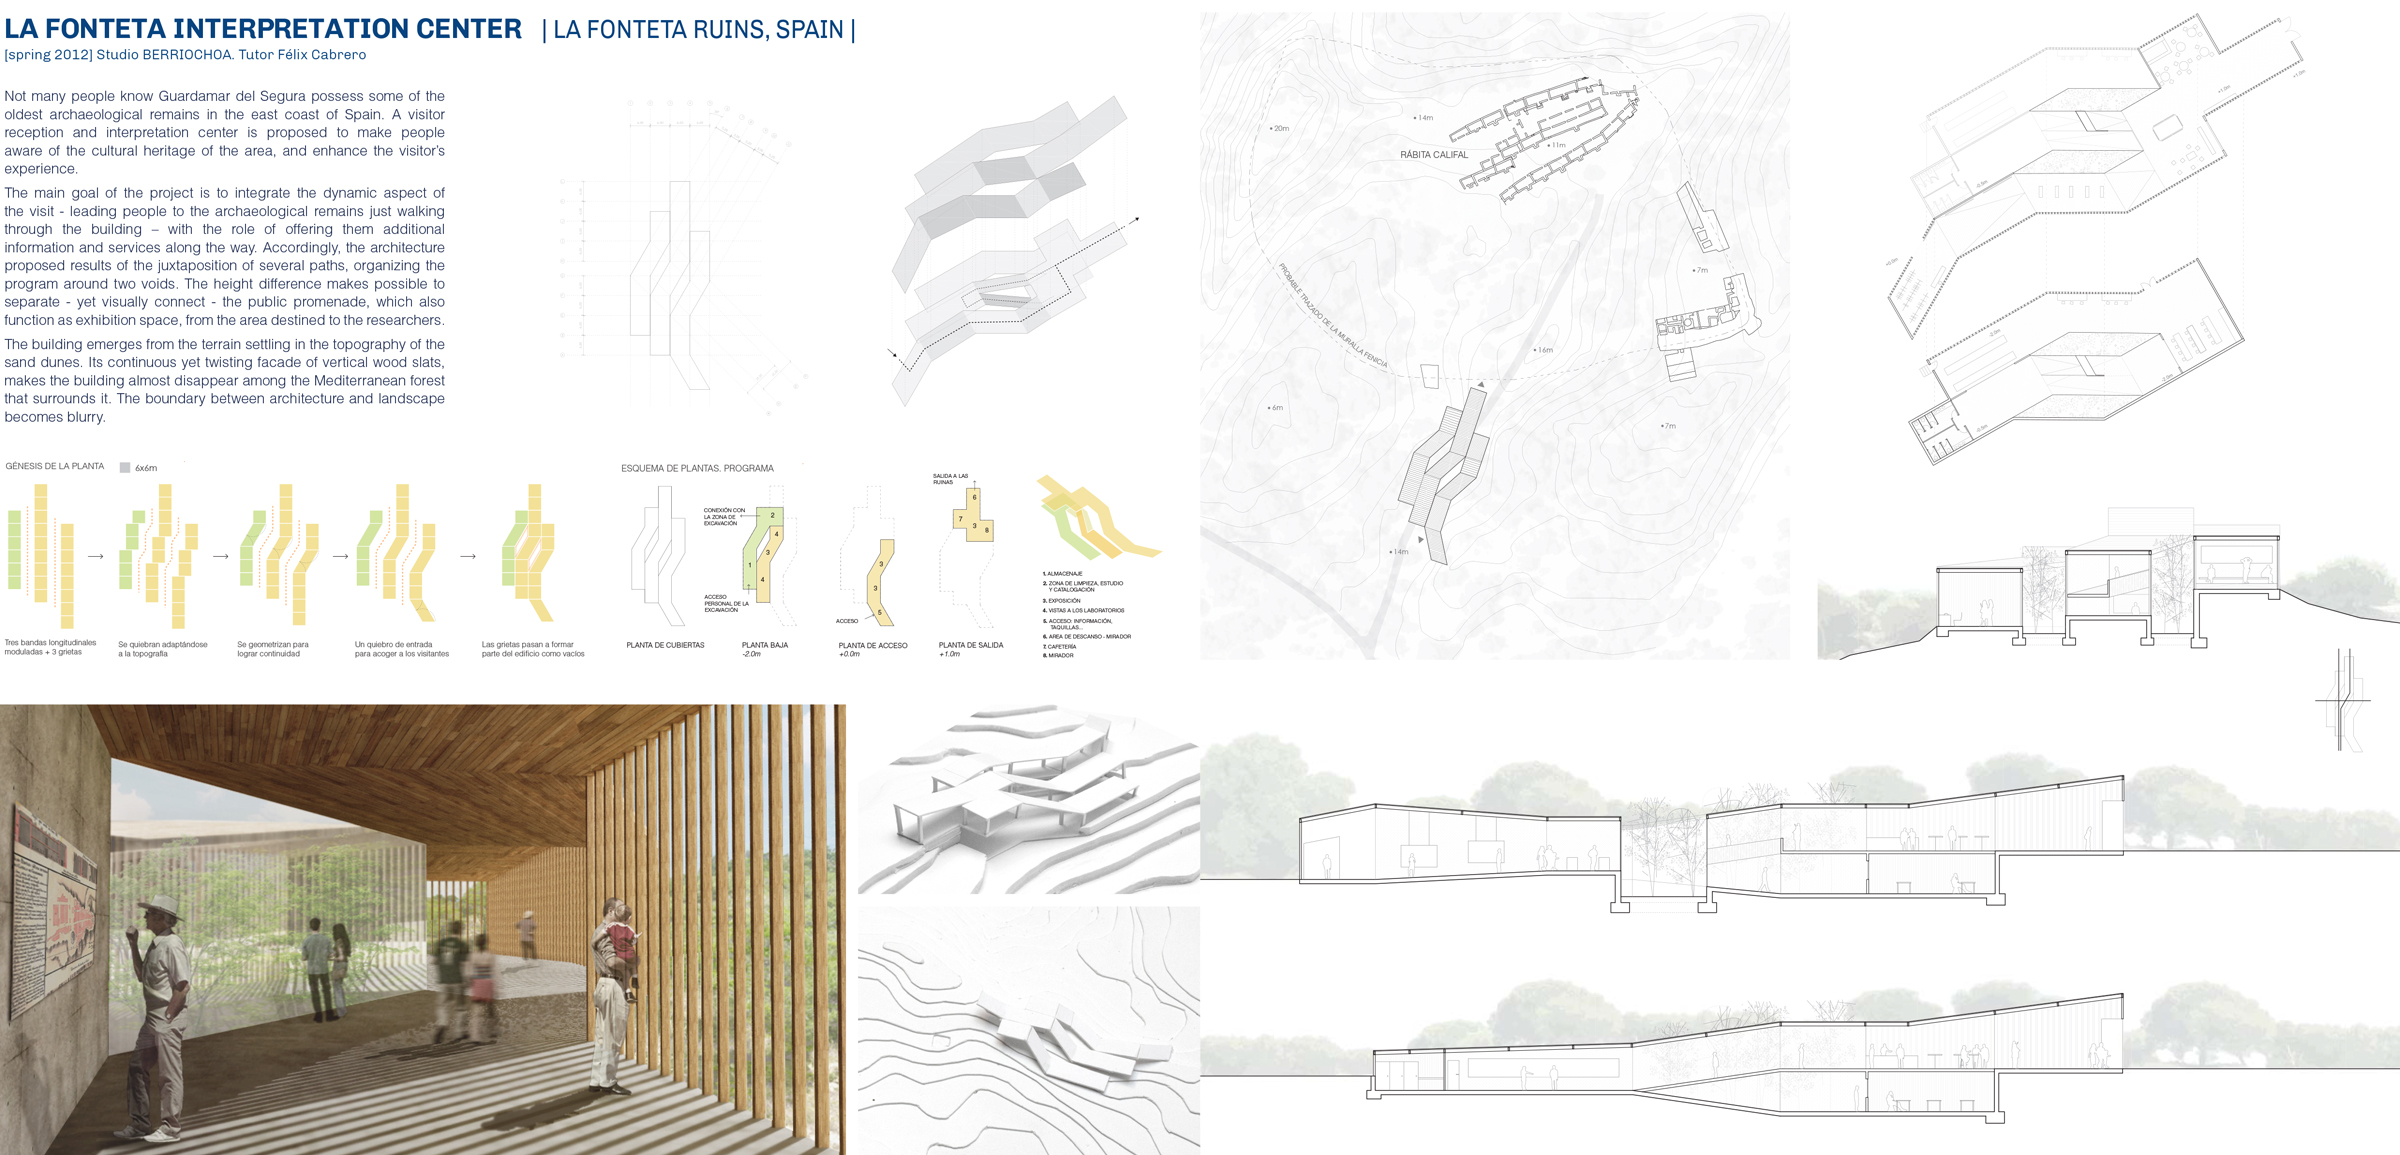 LA FONTETA INTERPRETATION CENTER | LA FONTETA RUINS, SPAIN |
[spring 2012] Studio BERRIOCHOA. Tutor Félix Cabrero
Not many people know Guardamar del Segura possess some of the
oldest archaeological remains in the east coast of Spain. A visitor
reception and interpretation center is proposed to make people
aware of the cultural heritage of the area, and enhance the visitor's
experience.
The main goal of the project is to integrate the dynamic aspect of
the visit - leading people to the archaeological remains just walking
through the building – with the role of offering them additional
information and services along the way. Accordingly, the architecture
proposed results of the juxtaposition of several paths, organizing the
program around two voids. The height difference makes possible to
separate - yet visually connect - the public promenade, which also
function as exhibition space, from the area destined to the researchers.
The building emerges from the terrain settling in the topography of the
sand dunes. Its continuous yet twisting facade of vertical wood slats,
makes the building almost disappear among the Mediterranean forest
that surrounds it. The boundary between architecture and landscape
becomes blurry.
GÉNESIS DE LA PLANTA
6x6m
Tres bandas longitudinales
moduladas + 3 grietas
Se quiebran adaptándose
a la topografía
Se geometrizan para
lograr continuidad
Un quiebro de entrada
para acoger a los visitantes
Las grietas pasan a formar
parte del edificio como vacíos
ESQUEMA DE PLANTAS. PROGRAMA
PLANTA DE CUBIERTAS
CONEXIÓN CON
LA ZONA DE
EXCAVACIÓN
2
4
3
1
4
ACCESO
PERSONAL DE LA
EXCAVACIÓN
PLANTA BAJA
-2.0m
3
3
5
ACCESO
PLANTA DE ACCESO
+0.0m
SALIDA A LAS
RUINAS
6
7
3
8
PLANTA DE SALIDA
+1.0m
1. ALMACENAJE
2. ZONA DE LIMPIEZA, ESTUDIO
Y CATALOGACIÓN
3. EXPOSICIÓN
4. VISTAS A LOS LABORATORIOS
5. ACCESO: INFORMACIÓN,
TAQUILLAS...
6. AREA DE DESCANSO - MIRADOR
7. CAFETERÍA
8. MIRADOR
20m
14m
11m
RÁBITA CALIFAL
7m
PROBABLE TRAZADO DE LA MURALLA FENICIA
16m
6m
7m
14m